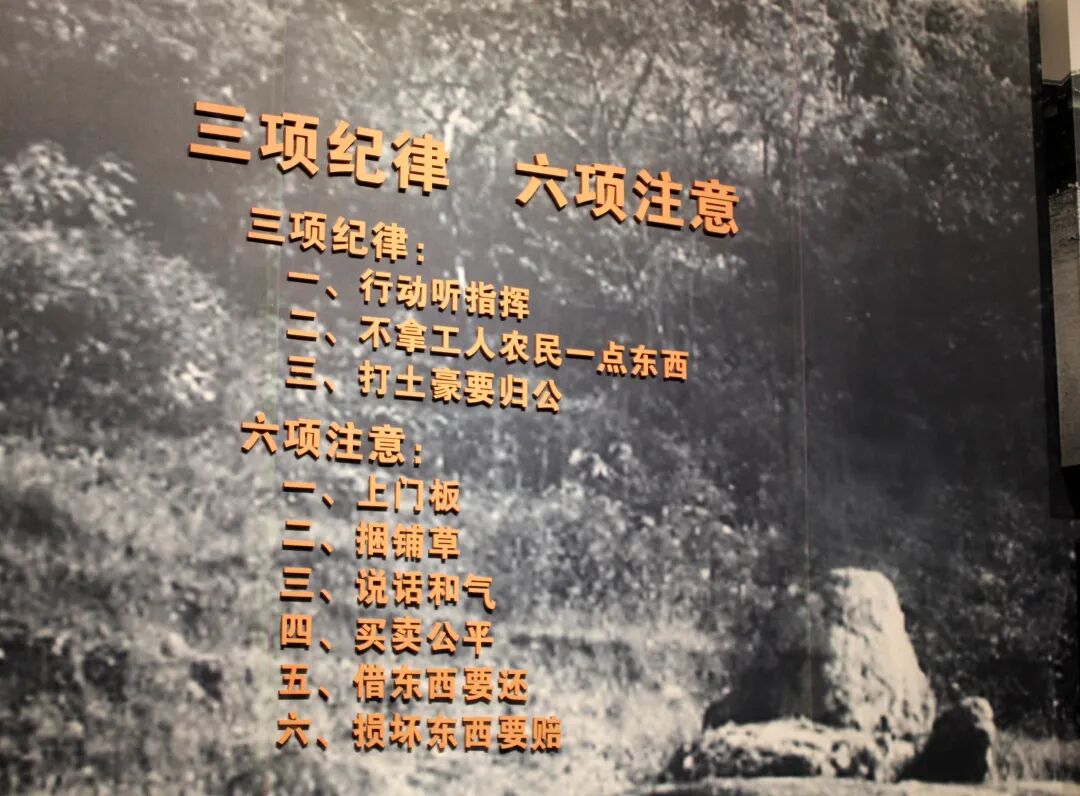 三项纪律 六项注意
三项纪律：
一、行动听指挥
二、不拿工人农民一点东西
三、打土豪要归公
六项注意：
一、上门板
二、捆铺草
三、说话和气
四、买卖公平
五、借东西要还
六、损坏东西要赔